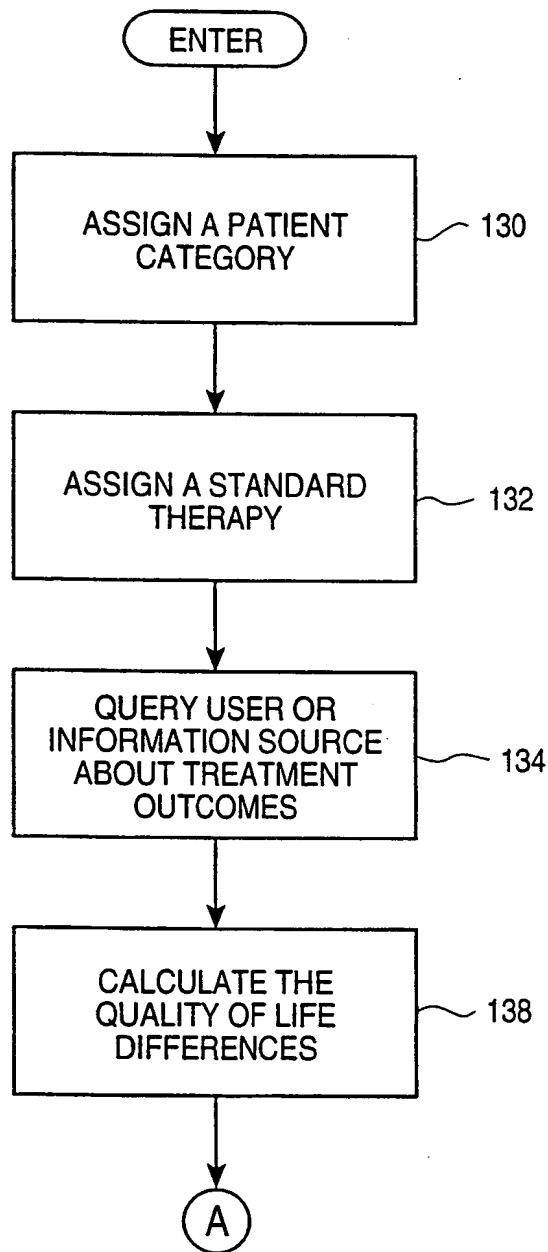 ENTER
ASSIGN A PATIENT
CATEGORY
130
ASSIGN A STANDARD
THERAPY
132
QUERY USER OR
INFORMATION SOURCE
ABOUT TREATMENT
OUTCOMES
134
CALCULATE THE
QUALITY OF LIFE
DIFFERENCES
138
A